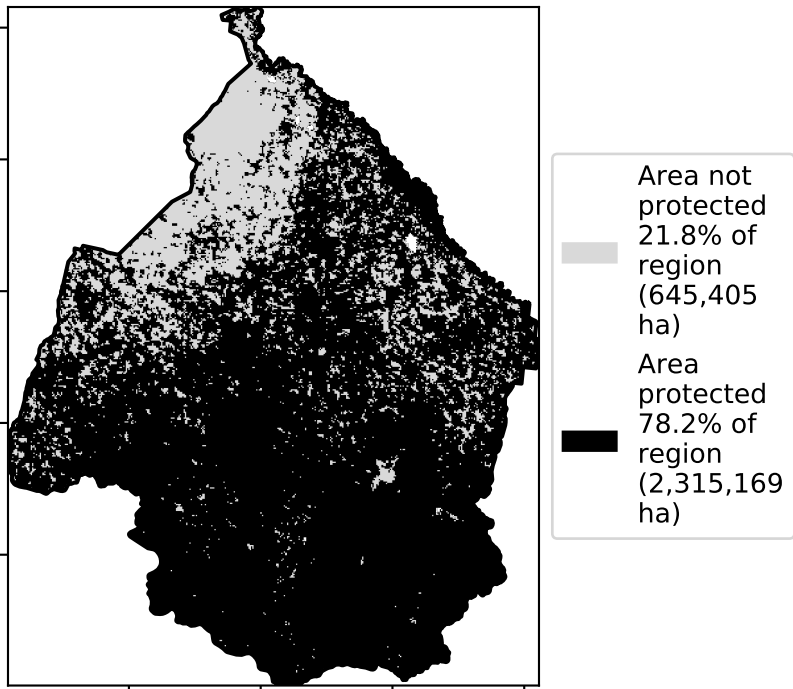 Area not
protected
21.8% of
region
(645,405
ha)
Area
protected
78.2% of
region
(2,315,169
ha)